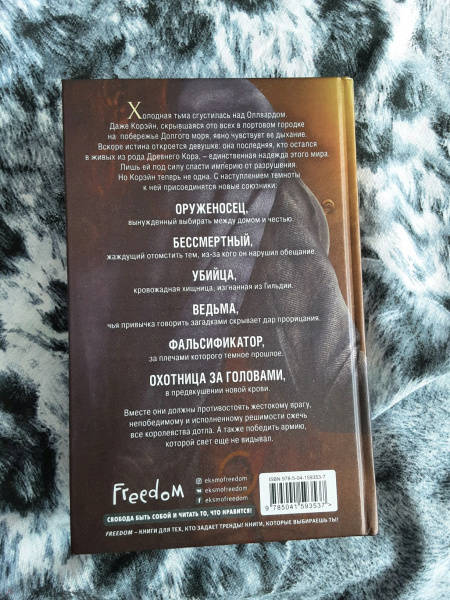 Холодная тьма сгустилась над Оллвардом.
Даже Корэйн, скрывшаяся ото всех в портовом городке
на побережье Долгого моря, явно чувствует ее дыхание.
Вскоре истина откроется девушке: она последняя, кто остался
в живых из рода Древнего Кора, – единственная надежда этого мира.
Лишь ей под силу спасти империю от разрушения.
Но Корэйн теперь не одна. С наступлением темноты
к ней присоединятся новые союзники:
ОРУЖЕНОСЕЦ,
вынужденный выбирать между домом и честью.
БЕССМЕРТНЫЙ,
жаждущий отомстить тем, из-за кого он нарушил обещание.
УБИЙЦА,
кровожадная хищница, изгнанная из Гильдии.
ВЕДЬМА,
чья привычка говорить загадками скрывает дар прорицания.
ФАЛЬСИФИКАТОР,
за плечами которого темное прошлое.
ОХОТНИЦА ЗА ГОЛОВАМИ,
в предвкушении новой крови.
Вместе они должны противостоять жестокому врагу,
непобедимому и исполненному решимости сжечь
все королевства дотла. А также победить армию,
которой свет еще не видывал.
Freedom
eksmofreedom
eksmofreedom
eksmofreedom
СВОБОДА БЫТЬ СОБОЙ И ЧИТАТЬ ТО, ЧТО НРАВИТСЯ!
FREEDOM – КНИГИ ДЛЯ ТЕХ, КТО ЗАДАЕТ ТРЕНДЫ! КНИГИ, КОТОРЫЕ ВЫБИРАЕШЬ ТЫ!
ISBN 978-5-04-159353-7
9 785041 593537 >